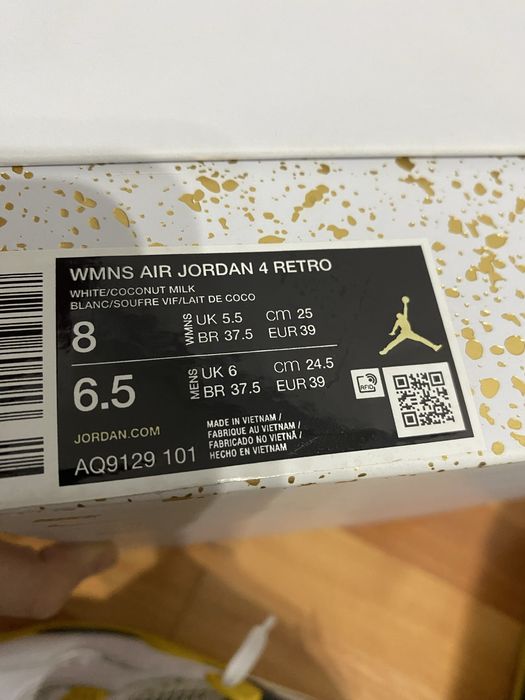 WMNS AIR JORDAN 4 RETRO
WHITE/COCONUT MILK
BLANC/SOUFRE VIF/LAIT DE COCO
8 WMNS UK 5.5 cm 25
BR 37.5 EUR 39
6.5 MENS UK 6 cm 24.5
BR 37.5 EUR 39
RFID
JORDAN.COM
AQ9129 101
MADE IN VIETNAM /
FABRIQUE AU VIETNAM /
FABRICADO NO VIETNÃ /
HECHO EN VIETNAM